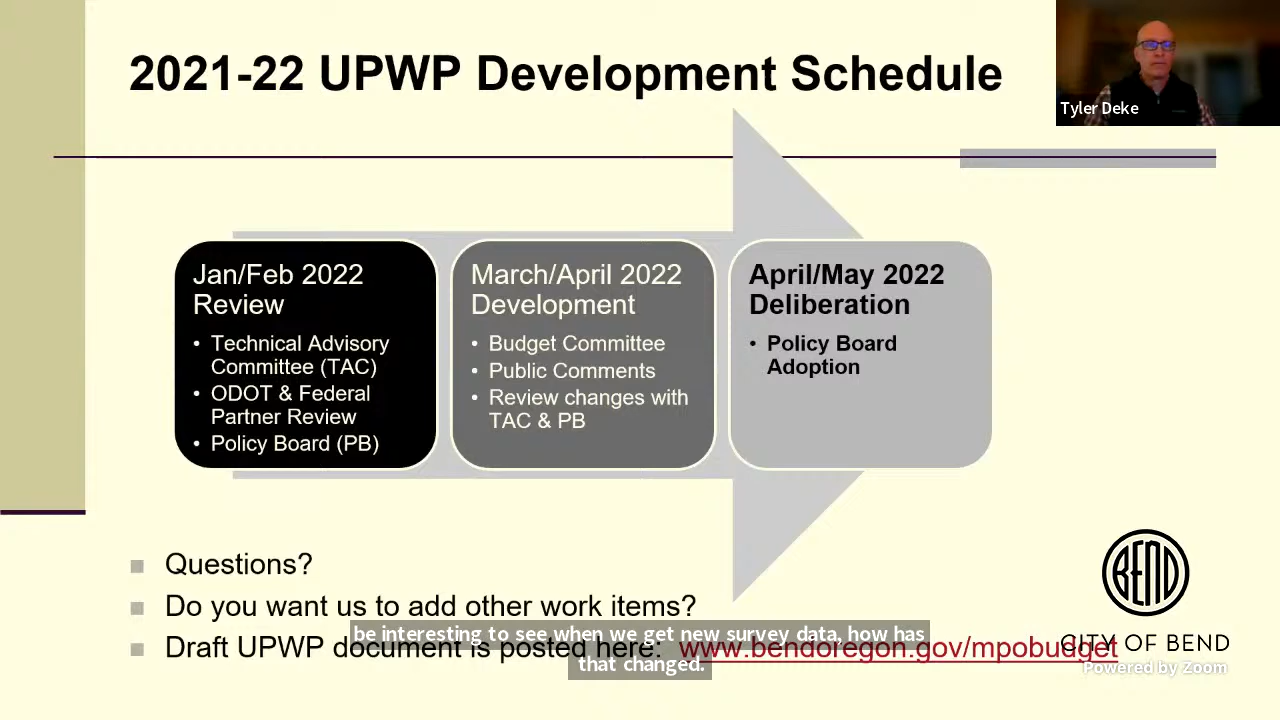 2021-22 UPWP Development Schedule
Tyler Deke
Jan/Feb 2022
Review
• Technical Advisory
Committee (TAC)
• ODOT & Federal
Partner Review
• Policy Board (PB)
March/April 2022
Development
• Budget Committee
• Public Comments
• Review changes with
TAC & PB
April/May 2022
Deliberation
• Policy Board
Adoption
Questions?
Do you want us to add other work items?
Draft UPWP document is posted here: www.bendoregon.gov/mpobudget
be interesting to see when we get new survey data, how has
that changed.
BEND
CITY OF BEND
Powered by Zoom